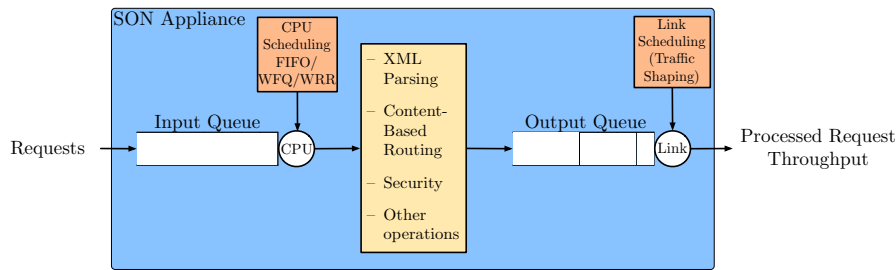 SON Appliance
CPU
Scheduling
FIFO/
WFQ/WRR
Link
Scheduling
(Traffic
Shaping)
– XML
Parsing
– Content-
Based
Routing
– Security
– Other
operations
Input Queue
Output Queue
Requests
CPU
Link
Processed Request
Throughput